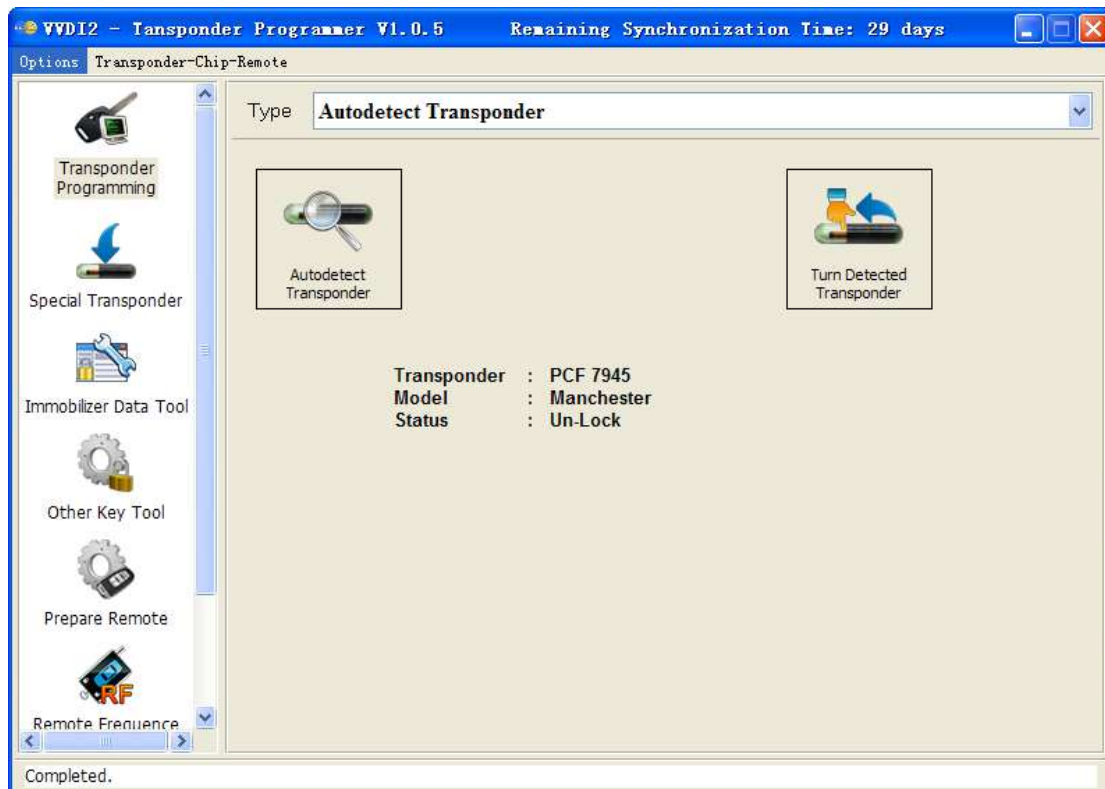 VVDI2 - Tansponder Programmer V1.0.5 Remaining Synchronization Time: 29 days
Options Transponder-Chip-Remote
Transponder
Programming
Special Transponder
Immobilizer Data Tool
Other Key Tool
Prepare Remote
RF
Remote Frequence
Type Autodetect Transponder
Autodetect
Transponder
Turn Detected
Transponder
Transponder : PCF 7945
Model : Manchester
Status : Un-Lock
Completed.